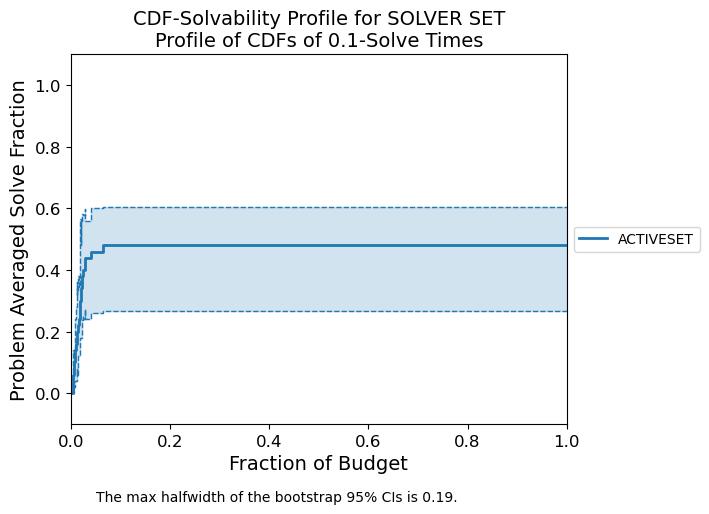 CDF-Solvability Profile for SOLVER SET
Profile of CDFs of 0.1-Solve Times
Problem Averaged Solve Fraction
1.0
0.8
0.6
0.4
0.2
0.0
ACTIVESET
0.0 0.2 0.4 0.6 0.8 1.0
Fraction of Budget
The max halfwidth of the bootstrap 95% CIs is 0.19.